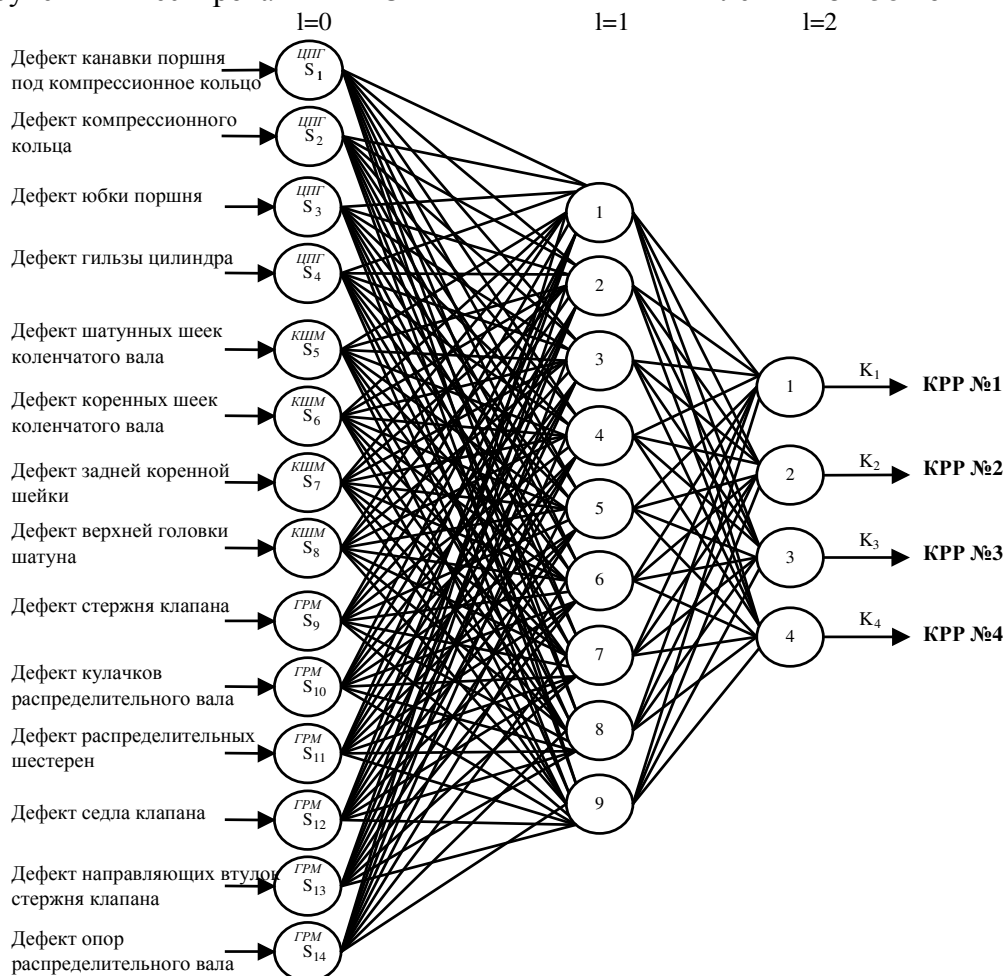 l=0
l=1
l=2
Дефект канавки поршня
под компрессионное кольцо
ЦПГ
S1
Дефект компрессионного
кольца
ЦПГ
S2
Дефект юбки поршня
ЦПГ
S3
Дефект гильзы цилиндра
ЦПГ
S4
Дефект шатунных шеек
коленчатого вала
КШМ
S5
Дефект коренных шеек
коленчатого вала
КШМ
S6
Дефект задней коренной
шейки
КШМ
S7
Дефект верхней головки
шатуна
КШМ
S8
Дефект стержня клапана
ГРМ
S9
Дефект кулачков
распределительного вала
ГРМ
S10
Дефект распределительных
шестерен
ГРМ
S11
Дефект седла клапана
ГРМ
S12
Дефект направляющих втулок
стержня клапана
ГРМ
S13
Дефект опор
распределительного вала
ГРМ
S14
1
2
3
4
5
6
7
8
9
1
2
3
4
K1
КРР №1
K2
КРР №2
K3
КРР №3
K4
КРР №4